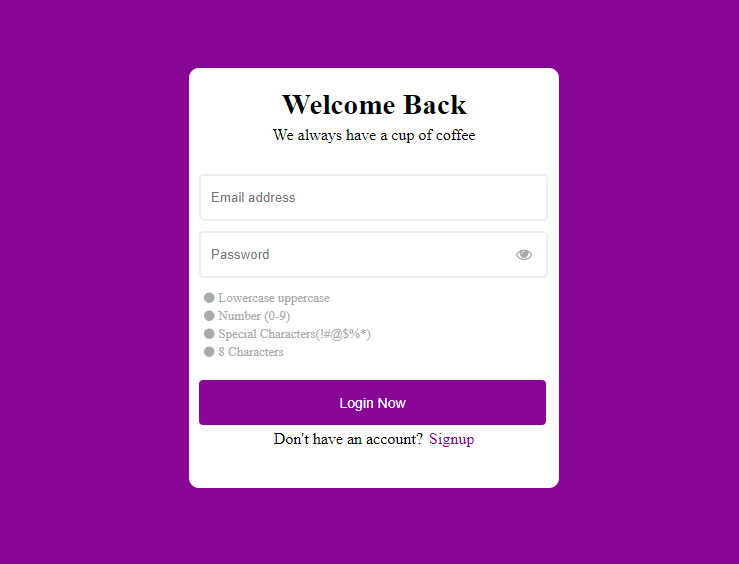 Welcome Back
We always have a cup of coffee
Email address
Password
Lowercase uppercase
Number (0-9)
Special Characters(!#@$%*)
8 Characters
Login Now
Don't have an account? Signup